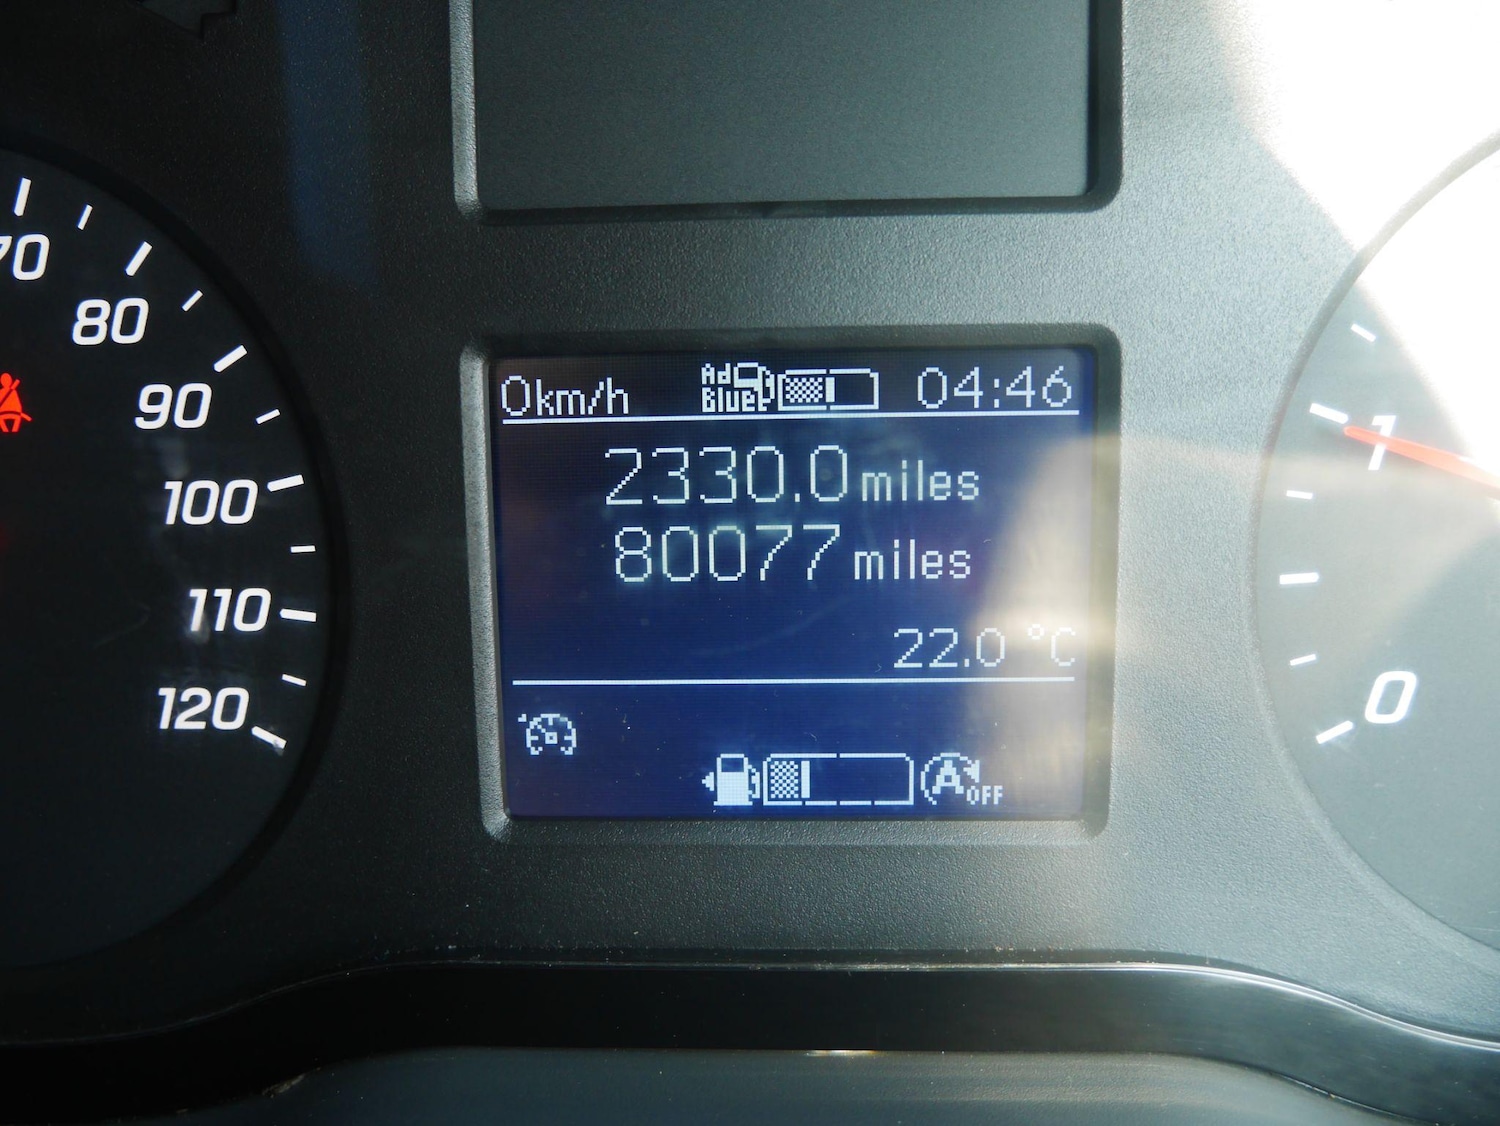 70
80
90
100
110
120
0km/h
Ad
Blue
04:46
2330.0 miles
80077 miles
22.0 °C
A OFF
1
0